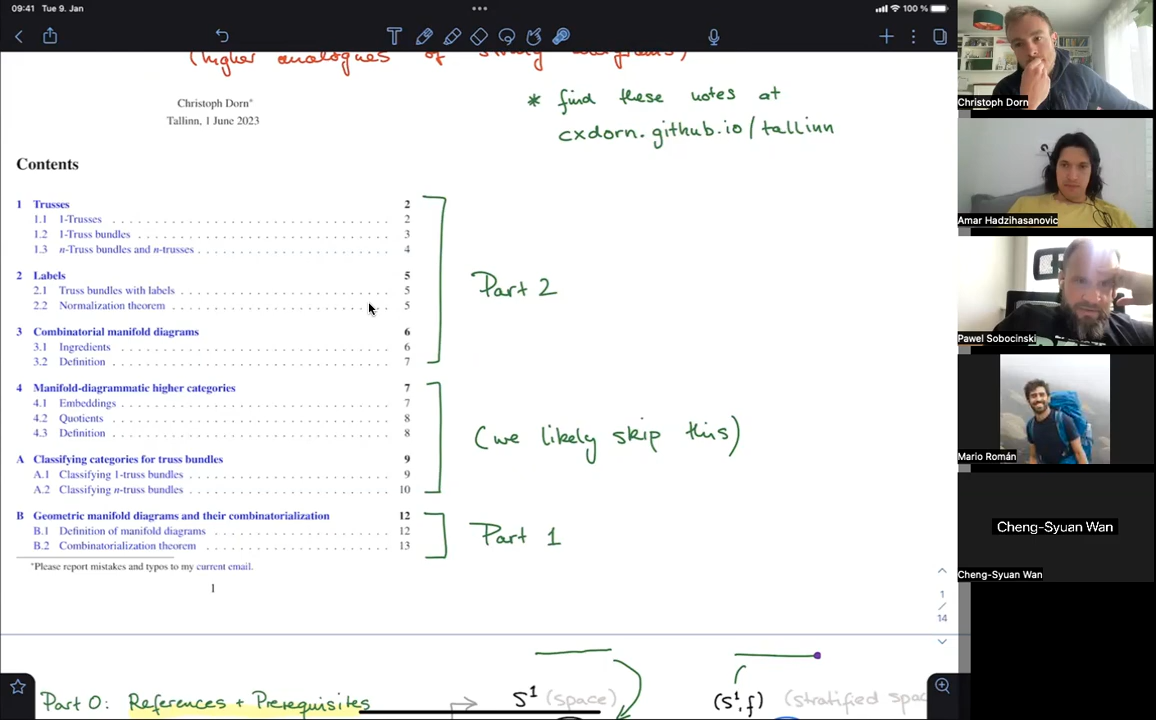 09:41 Tue 9. Jan
100 %
(higher analogues of
Christoph Dorn*
Tallinn, 1 June 2023
* find these notes at
cxdorn.github.io/tallinn
Contents
1 Trusses 2
1.1 1-Trusses 2
1.2 1-Truss bundles 3
1.3 n-Truss bundles and n-trusses 4
2 Labels 5
2.1 Truss bundles with labels 5
2.2 Normalization theorem 5
Part 2
3 Combinatorial manifold diagrams 6
3.1 Ingredients 6
3.2 Definition 7
4 Manifold-diagrammatic higher categories 7
4.1 Embeddings 7
4.2 Quotients 8
4.3 Definition 8
(we likely skip this)
A Classifying categories for truss bundles 9
A.1 Classifying 1-truss bundles 9
A.2 Classifying n-truss bundles 10
B Geometric manifold diagrams and their combinatorialization 12
B.1 Definition of manifold diagrams 12
B.2 Combinatorialization theorem 13
Part 1
*Please report mistakes and typos to my current email.
1
1
/
14
Part 0: References + Prerequisites
S¹ (space)
(S¹,f) (stratified spac
Christoph Dorn
Amar Hadzihasanovic
Pawel Sobocinski
Mario Román
Cheng-Syuan Wan
Cheng-Syuan Wan